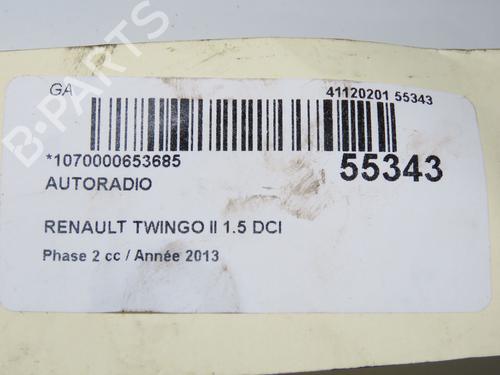 GA
41120201 55343
*1070000653685
55343
AUTORADIO
RENAULT TWINGO II 1.5 DCI
Phase 2 cc / Année 2013
B-PARTS